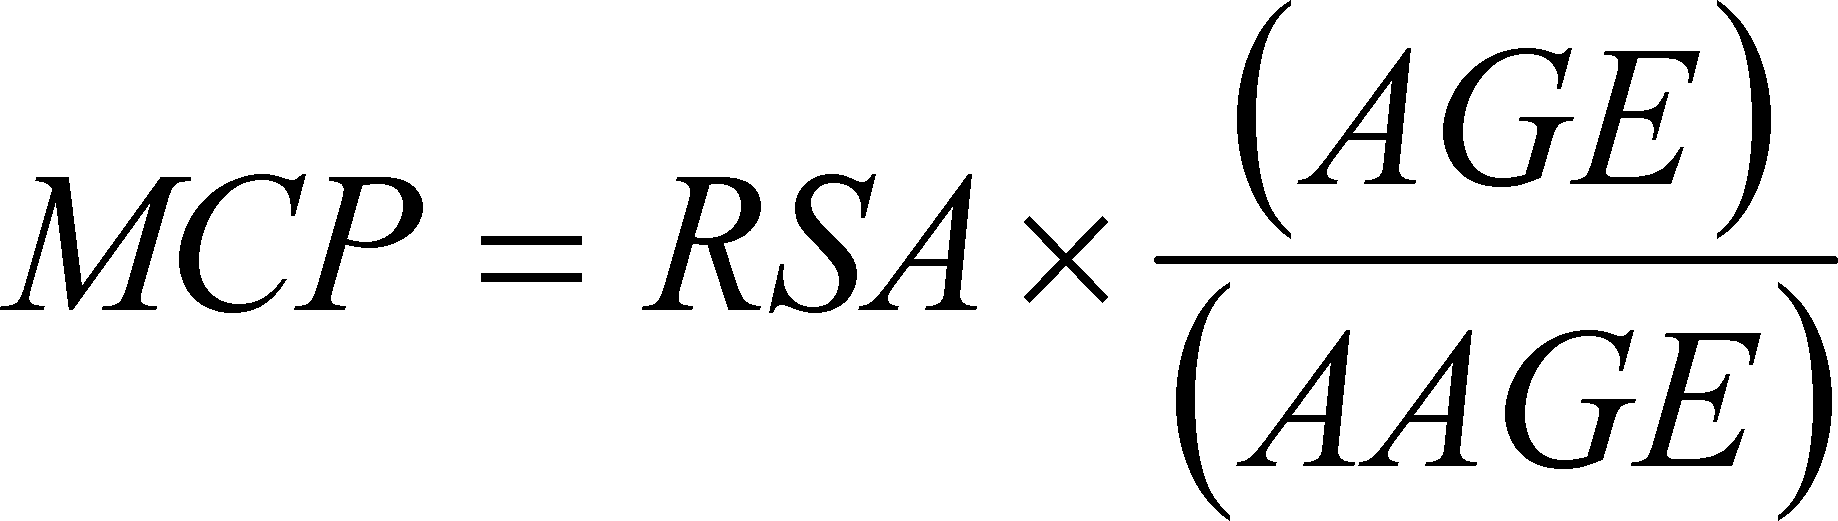 MCP = RSA × (AGE) / (AAGE)